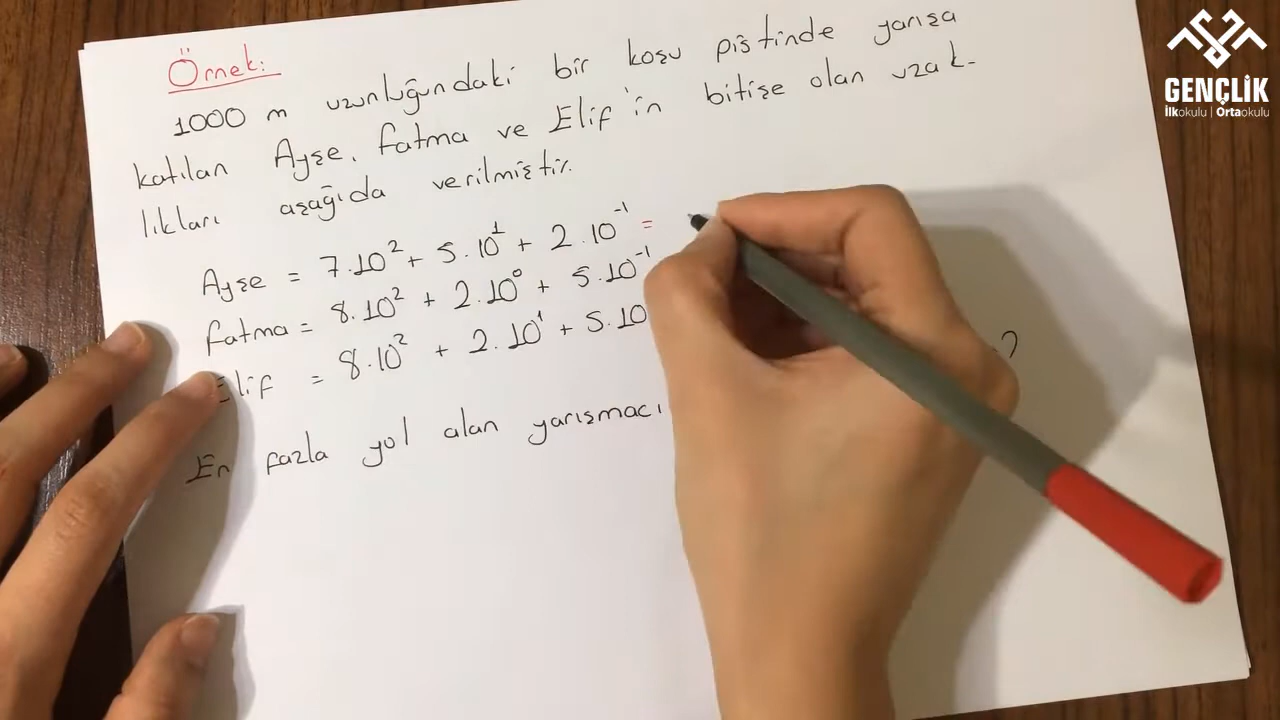 Örnek:
1000 m uzunluğundaki bir koşu pistinde yarışa
katılan Ayşe, Fatma ve Elif'in bitişe olan uzak-
lıkları aşağıda verilmiştir.
Ayşe = 7.10² + 5.10¹ + 2.10⁻¹ =
Fatma = 8.10² + 2.10⁰ + 5.10⁻¹
Elif = 8.10² + 2.10¹ + 5.10
En fazla yol alan yarışmacı ?
GENÇLİK
İlkokulu | Ortaokulu